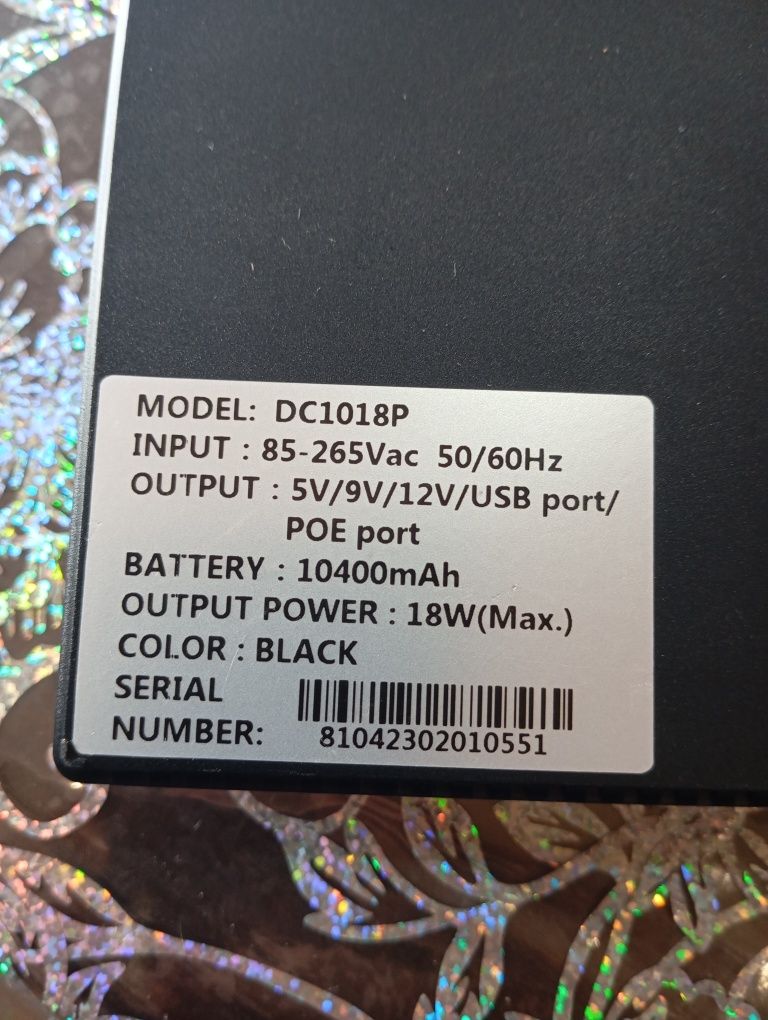 MODEL: DC1018P
INPUT : 85-265Vac 50/60Hz
OUTPUT : 5V/9V/12V/USB port/
POE port
BATTERY : 10400mAh
OUTPUT POWER : 18W(Max.)
COLOR : BLACK
SERIAL
NUMBER: 81042302010551